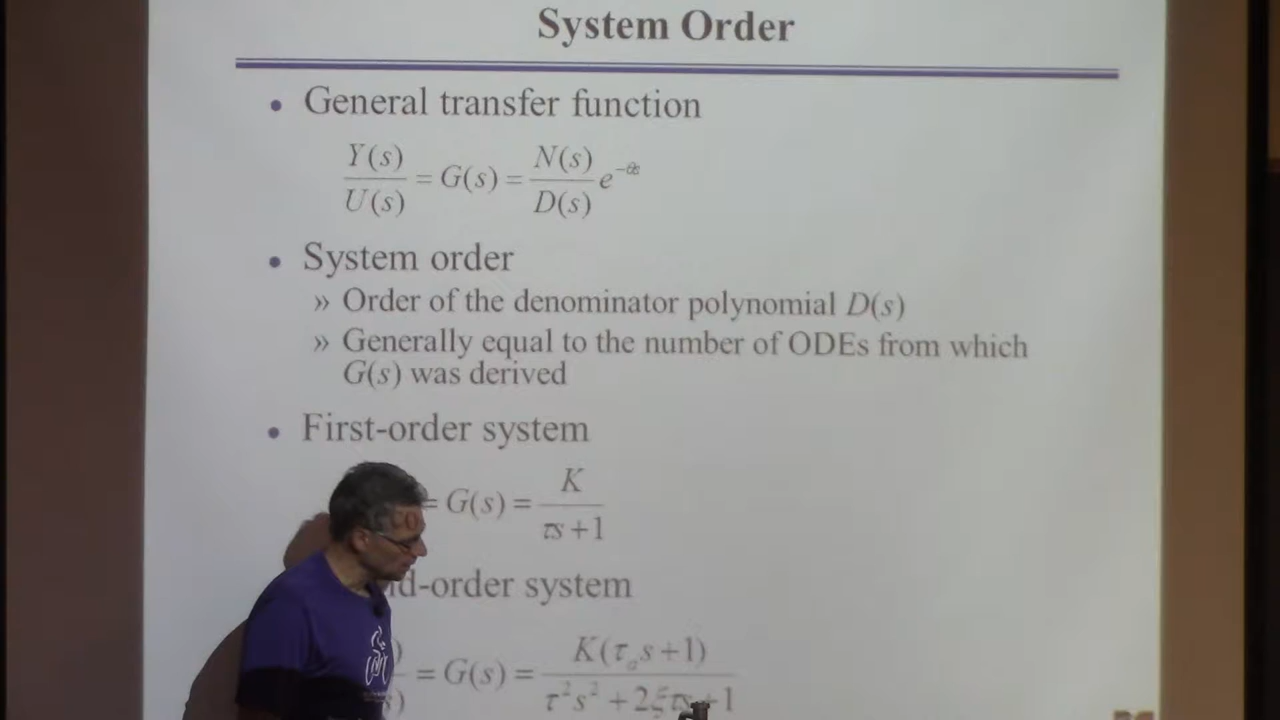 System Order
• General transfer function
Y(s)/U(s) = G(s) = N(s)/D(s) e^{-θs}
• System order
» Order of the denominator polynomial D(s)
» Generally equal to the number of ODEs from which
G(s) was derived
• First-order system
= G(s) = K/(τs+1)
d-order system
= G(s) = K(τ_a s+1)/(τ²s²+2ξτs+1)